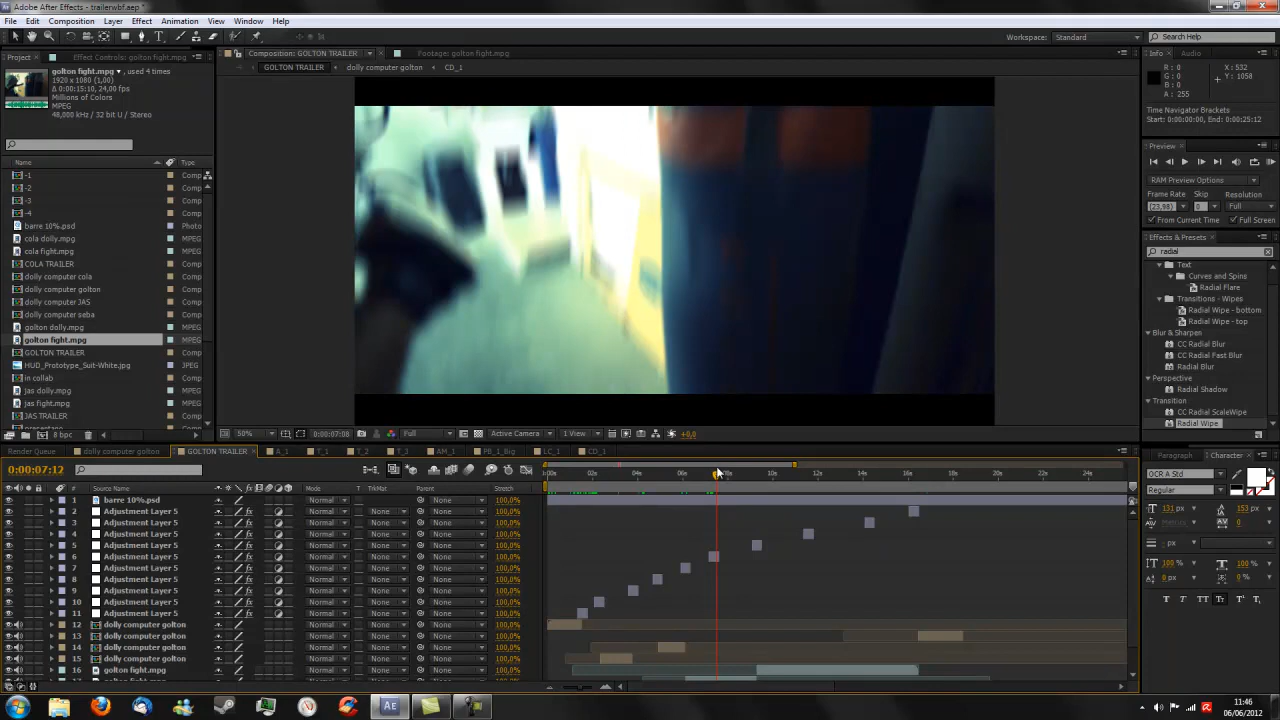 Adobe After Effects - trailerwbf.aep *
File Edit Composition Layer Effect Animation View Window Help
Workspace: Standard Search Help
Project Effect Controls: golton fight.mpg
Composition: GOLTON TRAILER Footage: golton fight.mpg
GOLTON TRAILER dolly computer golton CD_1
golton fight.mpg , used 4 times
1920 x 1080 (1,00)
Δ 0:00:15:10, 24,00 fps
Millions of Colors
MPEG
48,000 kHz / 32 bit U / Stereo
Name Type
-1 Comp
-2 Comp
-3 Comp
-4 Comp
barre 10%.psd Photo
cola dolly.mpg MPEG
cola fight.mpg MPEG
COLA TRAILER Comp
dolly computer cola Comp
dolly computer golton Comp
dolly computer JAS Comp
dolly computer seba Comp
golton dolly.mpg MPEG
golton fight.mpg MPEG
GOLTON TRAILER Comp
HUD_Prototype_Suit-White.jpg JPEG
in collab Comp
jas dolly.mpg MPEG
jas fight.mpg MPEG
JAS TRAILER Comp
8 bpc
50% 0:00:07:08 Full Active Camera 1 View +0,0
Info Audio
R: 0 X: 532
G: 0 Y: 1058
B: 0
A: 255
Time Navigator Brackets
Start: 0:00:00:00, End: 0:00:25:12
Preview
RAM Preview Options
Frame Rate Skip Resolution
(23,98) 0 Full
From Current Time Full Screen
Effects & Presets
radial
Text
Curves and Spins
Radial Flare
Transitions - Wipes
Radial Wipe - bottom
Radial Wipe - top
Blur & Sharpen
CC Radial Blur
CC Radial Fast Blur
Radial Blur
Perspective
Radial Shadow
Transition
CC Radial ScaleWipe
Radial Wipe
Paragraph Character
OCR A Std
Regular
131 px 153 px
Metrics 0
- px
100 % 100 %
0 px 0 %
Render Queue dolly computer golton GOLTON TRAILER A_1 T_1 T_2 T_3 AM_1 PB_1_Big LC_1 CD_1
0:00:07:12
:00s 02s 04s 06s 08s 10s 12s 14s 16s 18s 20s 22s 24s
# Source Name Mode T TrkMat Parent Stretch
1 barre 10%.psd Normal None 100,0%
2 Adjustment Layer 5 Normal None None 100,0%
3 Adjustment Layer 5 Normal None None 100,0%
4 Adjustment Layer 5 Normal None None 100,0%
5 Adjustment Layer 5 Normal None None 100,0%
6 Adjustment Layer 5 Normal None None 100,0%
7 Adjustment Layer 5 Normal None None 100,0%
8 Adjustment Layer 5 Normal None None 100,0%
9 Adjustment Layer 5 Normal None None 100,0%
10 Adjustment Layer 5 Normal None None 100,0%
11 Adjustment Layer 5 Normal None None 100,0%
12 dolly computer golton Normal None None 100,0%
13 dolly computer golton Normal None None 100,0%
14 dolly computer golton Normal None None 100,0%
15 dolly computer golton Normal None None 100,0%
16 golton fight.mpg Normal None None 100,0%
11:46
06/06/2012